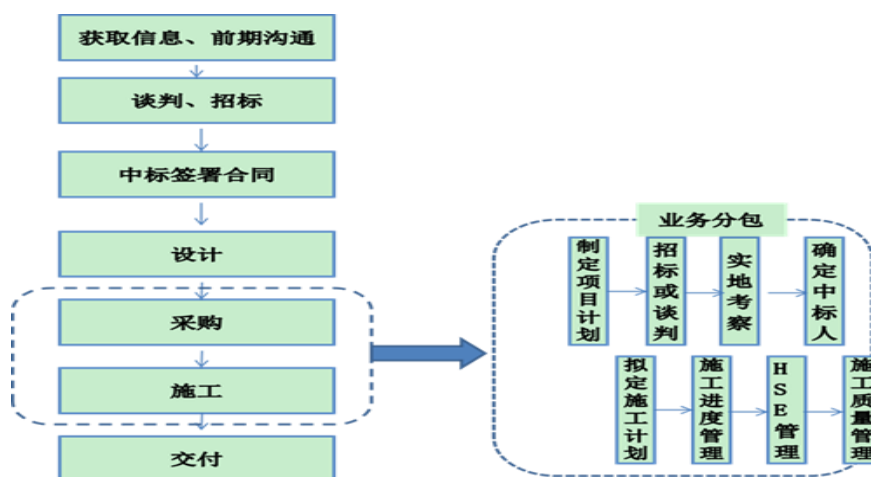 获取信息、前期沟通
谈判、招标
中标签署合同
设计
采购
施工
交付
业务分包
制定项目计划
招标或谈判
实地考察
确定中标人
拟定施工计划
施工进度管理
HSE管理
施工质量管理